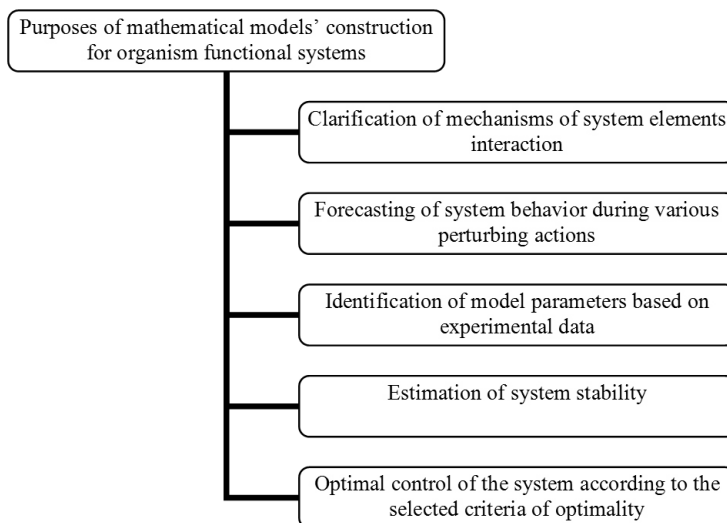 Purposes of mathematical models’ construction
for organism functional systems
Clarification of mechanisms of system elements
interaction
Forecasting of system behavior during various
perturbing actions
Identification of model parameters based on
experimental data
Estimation of system stability
Optimal control of the system according to the
selected criteria of optimality